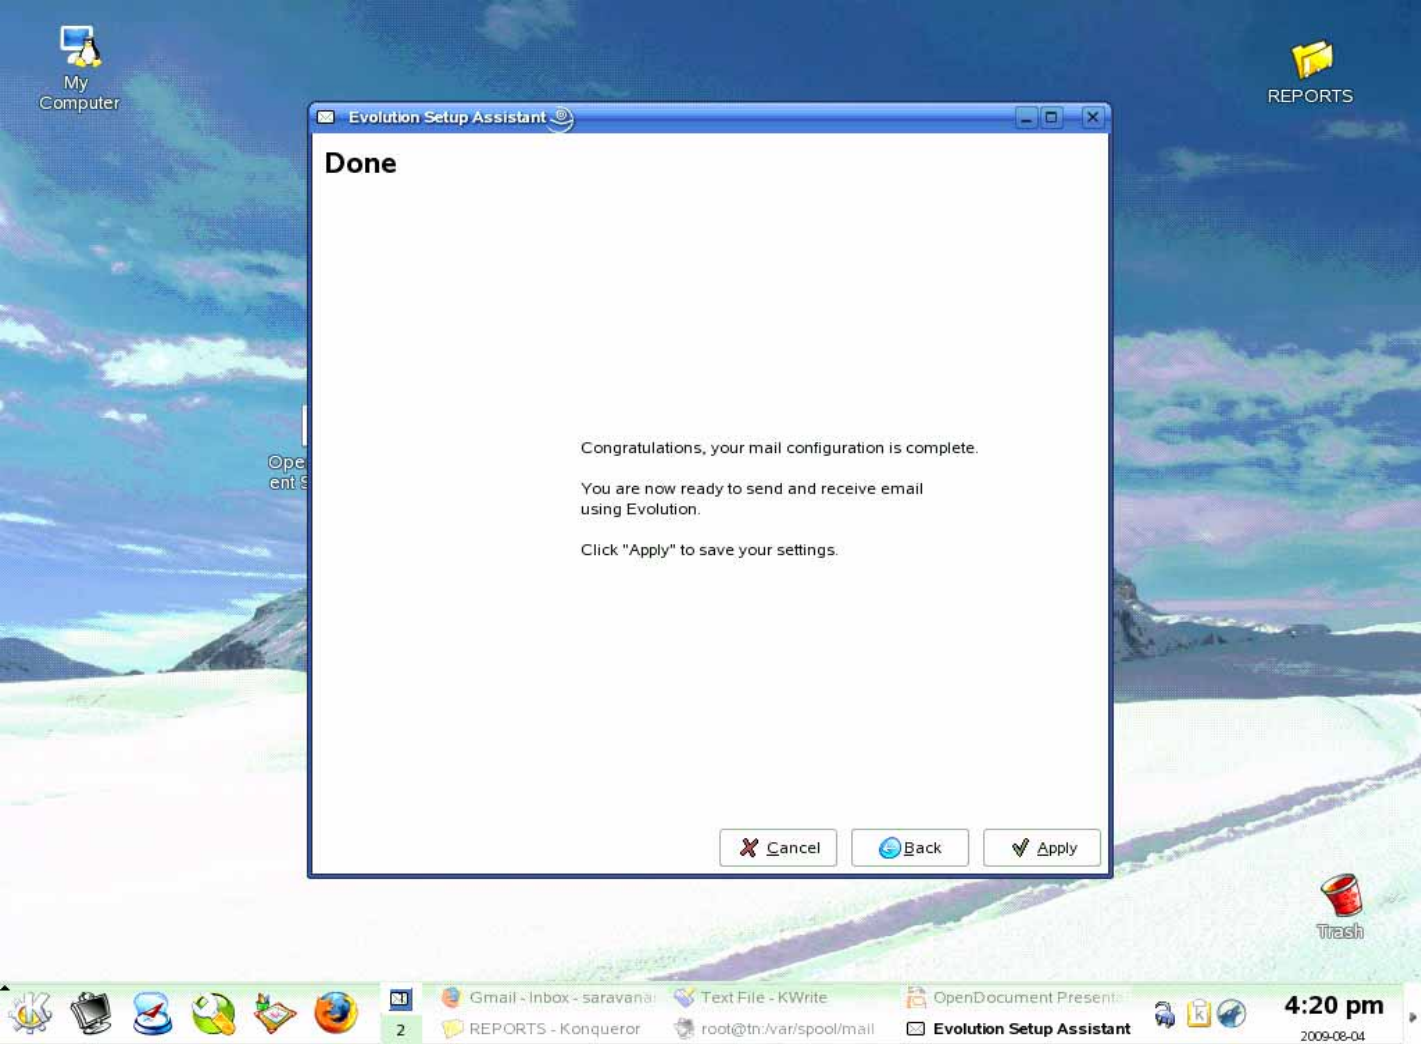 My
Computer
REPORTS
Evolution Setup Assistant
Done
Ope
ent S
Congratulations, your mail configuration is complete.
You are now ready to send and receive email
using Evolution.
Click "Apply" to save your settings.
Cancel
Back
Apply
Trash
Gmail - Inbox - saravana
Text File - KWrite
OpenDocument Presenta
4:20 pm
2
REPORTS - Konqueror
root@tn:/var/spool/mail
Evolution Setup Assistant
2009-08-04